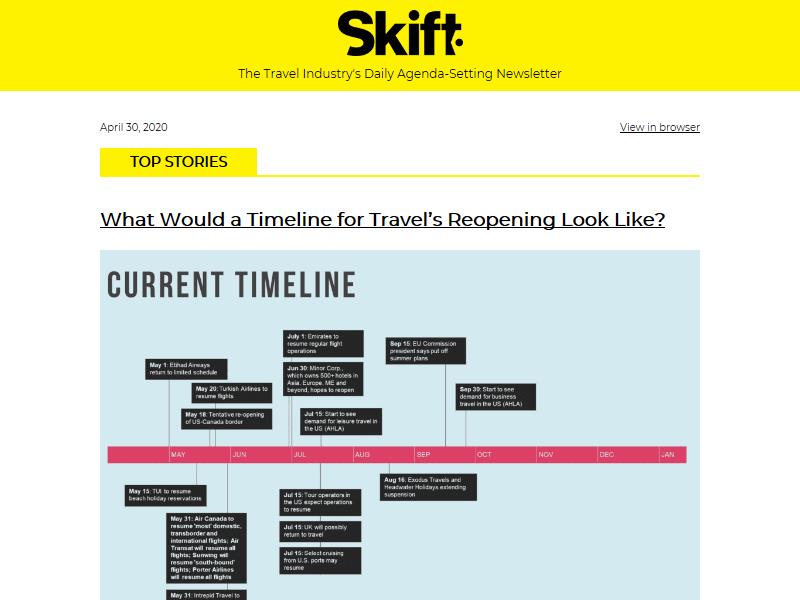 Skift
The Travel Industry's Daily Agenda-Setting Newsletter
April 30, 2020
View in browser
TOP STORIES
What Would a Timeline for Travel's Reopening Look Like?
CURRENT TIMELINE
July 1: Emirates to
resume regular flight
operations
Sep 15: EU Commission
president says put off
summer plans
May 1: Etihad Airways
return to limited schedule
Jun 30: Minor Corp.,
which owns 500+ hotels in
Asia, Europe, ME and
beyond, hopes to reopen
May 20: Turkish Airlines to
resume flights
Sep 30: Start to see
demand for business
travel in the US (AHLA)
May 18: Tentative re-opening
of US-Canada border
Jul 15: Start to see
demand for leisure travel in
the US (AHLA)
MAY JUN JUL AUG SEP OCT NOV DEC JAN
May 15: TUI to resume
beach holiday reservations
Aug 16: Exodus Travels and
Headwater Holidays extending
suspension
Jul 15: Tour operators in
the US expect operations
to resume
May 31: Air Canada to
resume 'most' domestic,
transborder and
international flights; Air
Transat will resume all
flights; Sunwing will
resume 'south-bound'
flights; Porter Airlines
will resume all flights
Jul 15: UK will possibly
return to travel
Jul 15: Select cruising
from U.S. ports may
resume
May 31: Intrepid Travel to